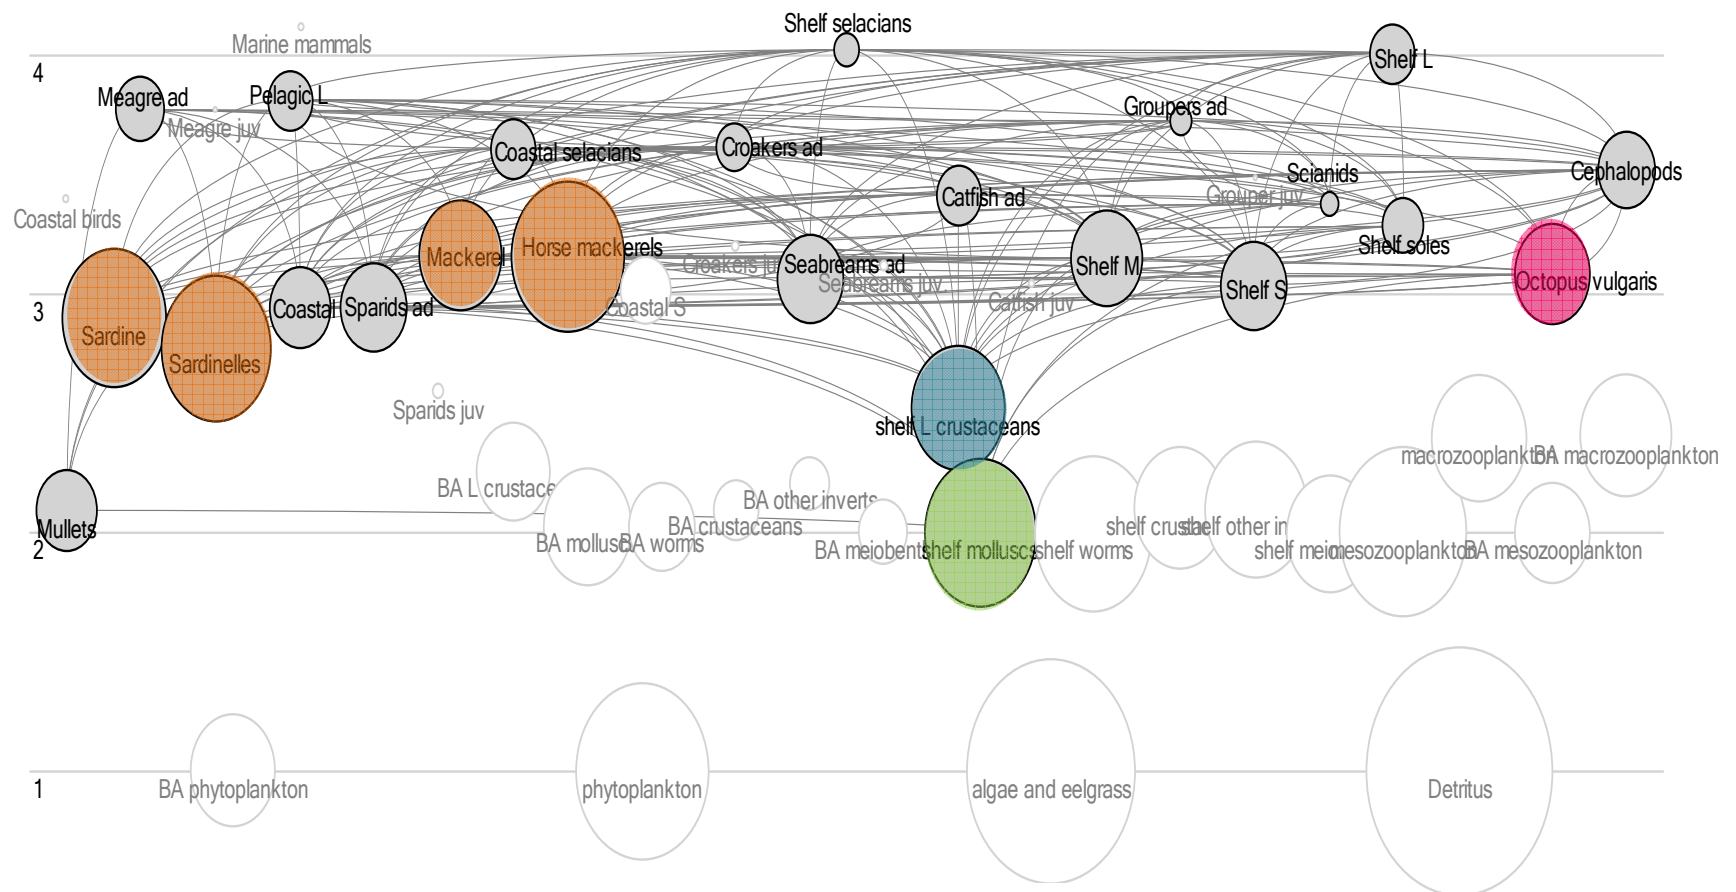 Shelf selacians
Marine mammals
Shelf L
4
Meagre ad
Pelagic L
Groupers ad
Meagre juv
Croakers ad
Coastal selacians
Scianids
Cephalopods
Catfish ad
Grouper juv
Coastal birds
Horse mackerels
Shelf soles
Mackerel
Croakers ju
Seabreams ad
Shelf M
Seabreams juv.
Octopus vulgaris
Shelf S
Catfish juv
3
Coastal
Sparids ad
Coastal S
Sardine
Sardinelles
Sparids juv
shelf L crustaceans
macrozooplankton
BA macrozooplankton
BA L crustace
BA other inverts
Mullets
BA crustaceans
shelf crustac
shelf other in
2
BA molluscs
BA worms
BA meiobent
shelf molluscs
shelf worms
shelf meio
mesozooplankton
BA mesozooplankton
1
BA phytoplankton
phytoplankton
algae and eelgrass
Detritus